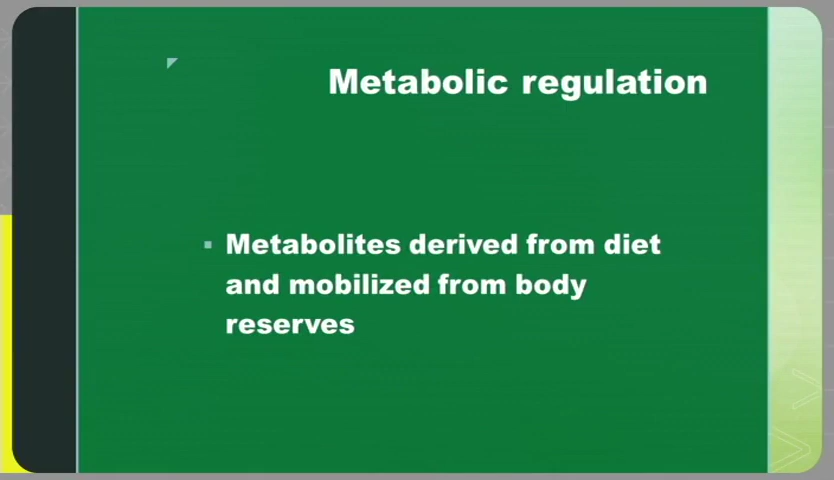 Metabolic regulation
Metabolites derived from diet
and mobilized from body
reserves